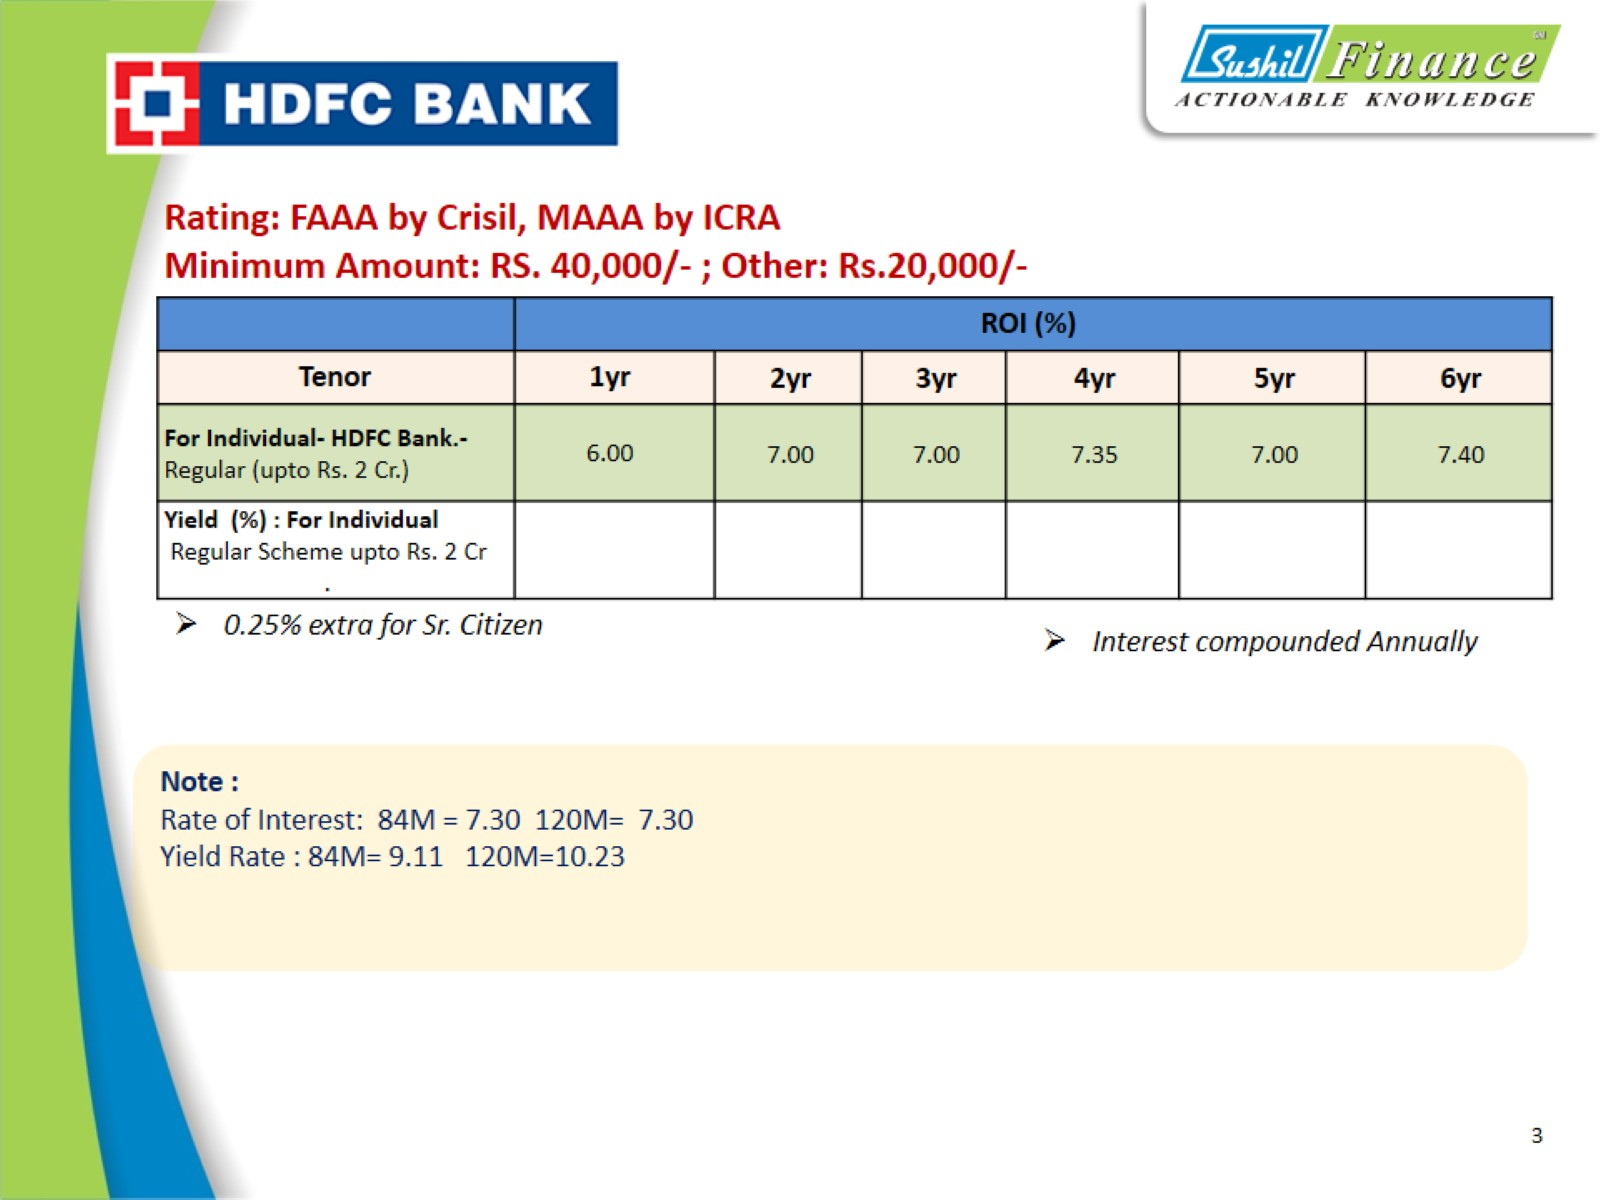 HDFC BANK
Sushil Finance SM
ACTIONABLE KNOWLEDGE
Rating: FAAA by Crisil, MAAA by ICRA
Minimum Amount: RS. 40,000/- ; Other: Rs.20,000/-
ROI (%)
Tenor 1yr 2yr 3yr 4yr 5yr 6yr
For Individual- HDFC Bank.-
Regular (upto Rs. 2 Cr.) 6.00 7.00 7.00 7.35 7.00 7.40
Yield (%) : For Individual
Regular Scheme upto Rs. 2 Cr
.
➢ 0.25% extra for Sr. Citizen
➢ Interest compounded Annually
Note :
Rate of Interest: 84M = 7.30 120M= 7.30
Yield Rate : 84M= 9.11 120M=10.23
3